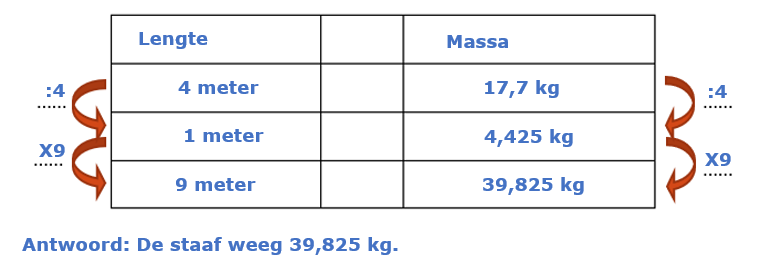 Lengte Massa
:4 4 meter 17,7 kg :4
1 meter 4,425 kg
X9 9 meter 39,825 kg X9
Antwoord: De staaf weeg 39,825 kg.